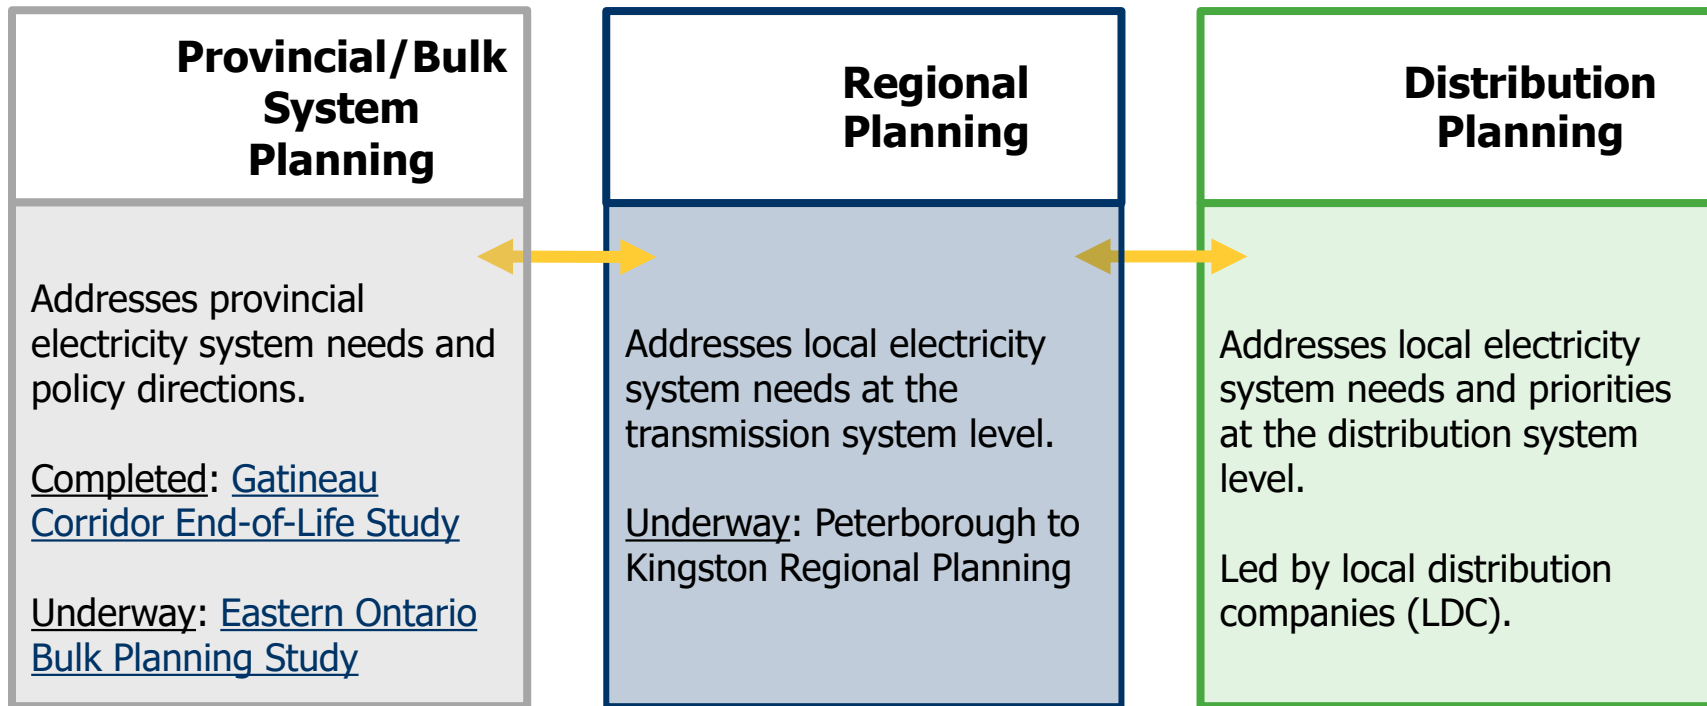 Provincial/Bulk
System
Planning
Addresses provincial
electricity system needs and
policy directions.
Completed: Gatineau
Corridor End-of-Life Study
Underway: Eastern Ontario
Bulk Planning Study
Regional
Planning
Addresses local electricity
system needs at the
transmission system level.
Underway: Peterborough to
Kingston Regional Planning
Distribution
Planning
Addresses local electricity
system needs and priorities
at the distribution system
level.
Led by local distribution
companies (LDC).